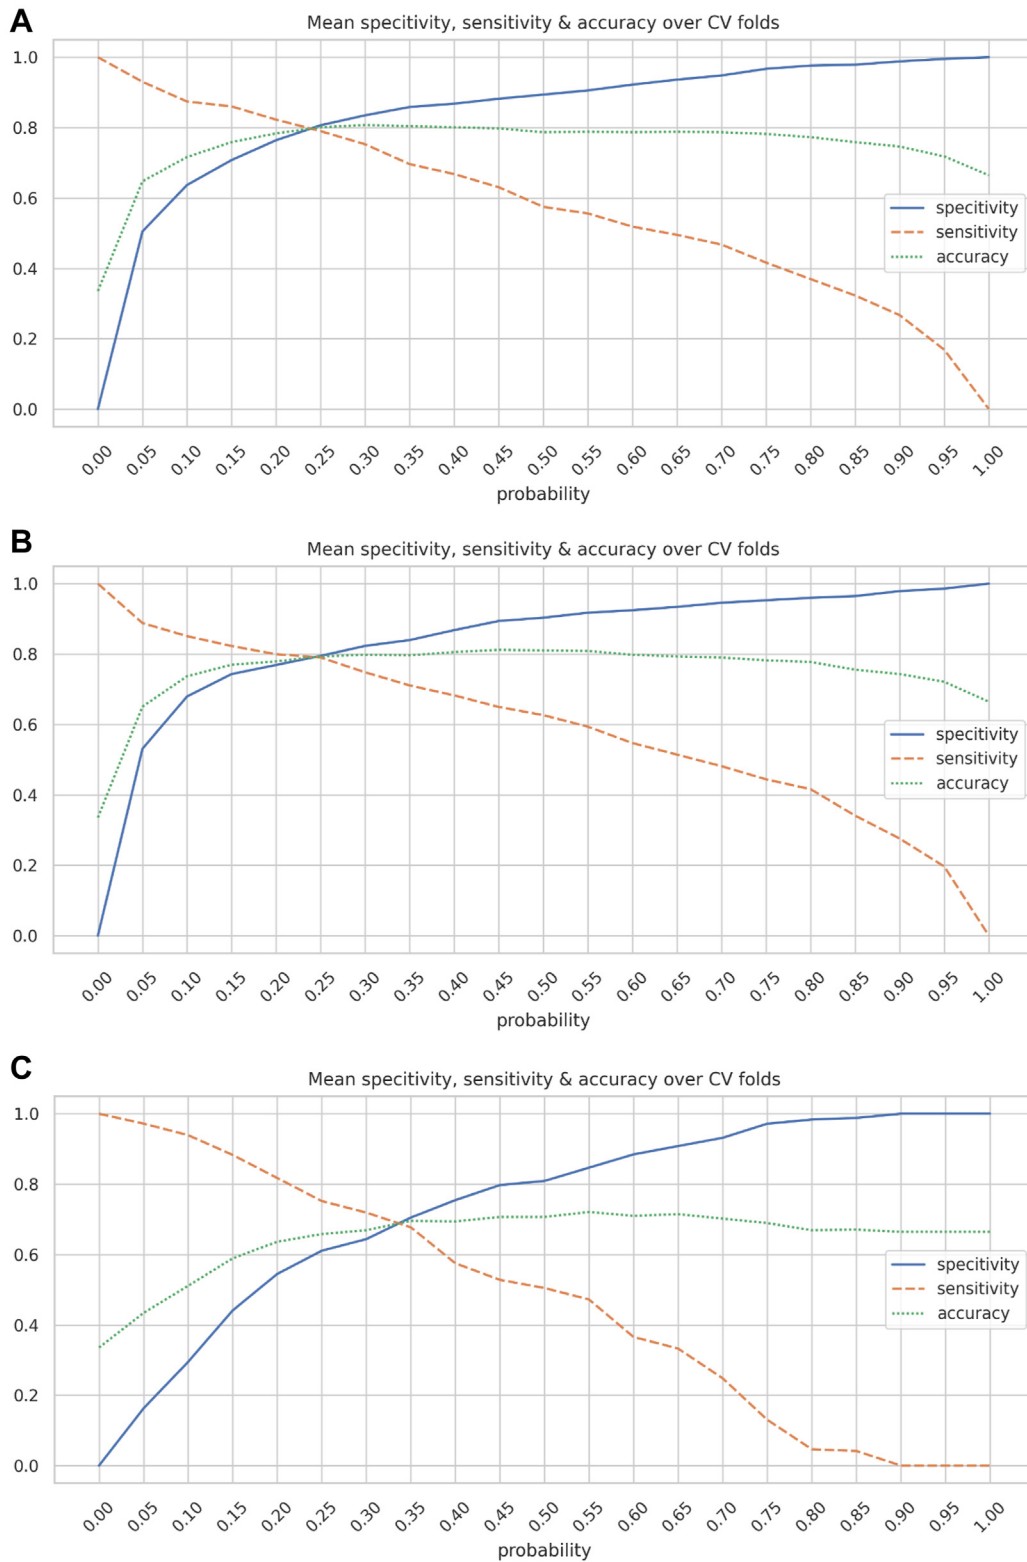 A
Mean specitivity, sensitivity & accuracy over CV folds
1.0
0.8
0.6
0.4
0.2
0.0
specitivity
sensitivity
accuracy
0.00 0.05 0.10 0.15 0.20 0.25 0.30 0.35 0.40 0.45 0.50 0.55 0.60 0.65 0.70 0.75 0.80 0.85 0.90 0.95 1.00
probability
B
Mean specitivity, sensitivity & accuracy over CV folds
1.0
0.8
0.6
0.4
0.2
0.0
specitivity
sensitivity
accuracy
0.00 0.05 0.10 0.15 0.20 0.25 0.30 0.35 0.40 0.45 0.50 0.55 0.60 0.65 0.70 0.75 0.80 0.85 0.90 0.95 1.00
probability
C
Mean specitivity, sensitivity & accuracy over CV folds
1.0
0.8
0.6
0.4
0.2
0.0
specitivity
sensitivity
accuracy
0.00 0.05 0.10 0.15 0.20 0.25 0.30 0.35 0.40 0.45 0.50 0.55 0.60 0.65 0.70 0.75 0.80 0.85 0.90 0.95 1.00
probability